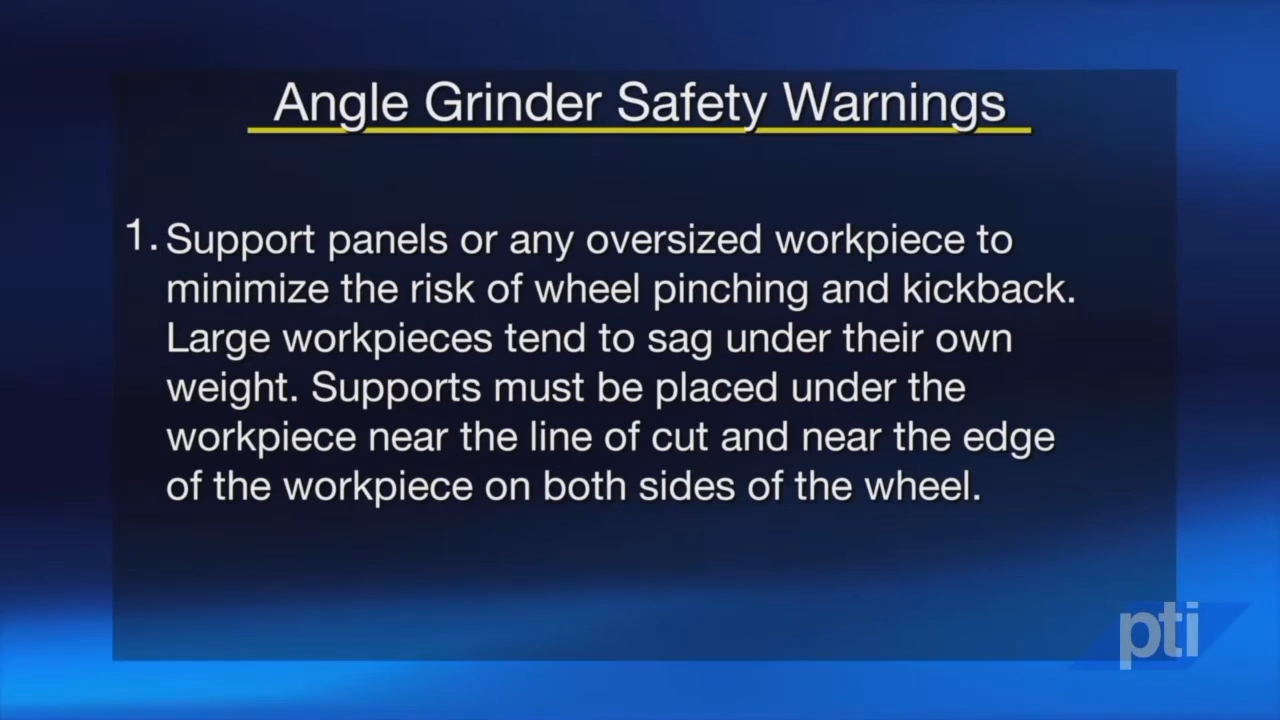 Angle Grinder Safety Warnings
1. Support panels or any oversized workpiece to
minimize the risk of wheel pinching and kickback.
Large workpieces tend to sag under their own
weight. Supports must be placed under the
workpiece near the line of cut and near the edge
of the workpiece on both sides of the wheel.
pti